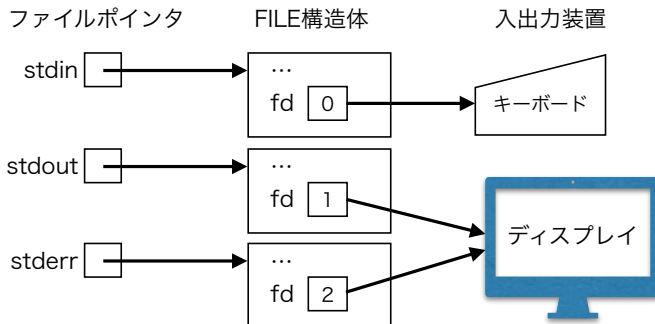 ファイルポインタ FILE構造体 入出力装置
stdin … 
fd 0 キーボード
stdout …
fd 1 ディスプレイ
stderr …
fd 2